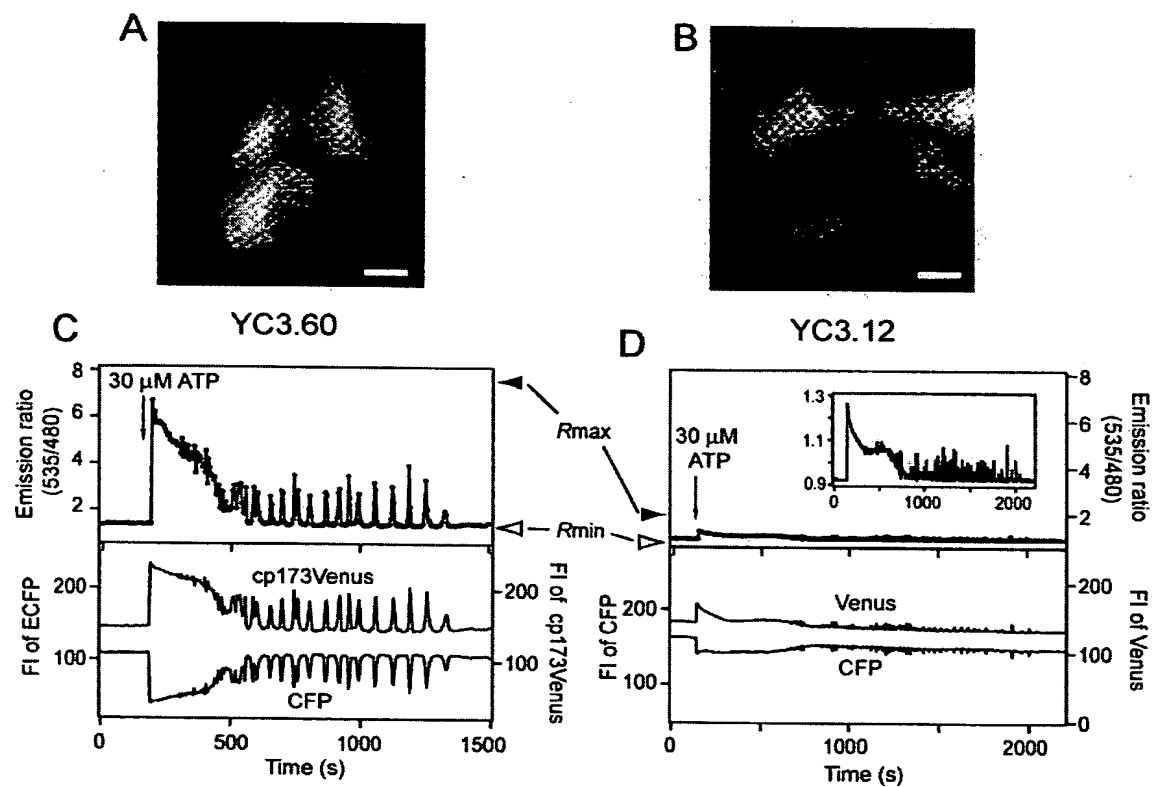 A
B
YC3.60
YC3.12
C
D
8
6
4
2
Emission ratio
(535/480)
30 μM ATP
Rmax
Rmin
30 μM
ATP
1.3
1.1
0.9
0
1000
2000
8
6
4
2
Emission ratio
(535/480)
200
100
FI of ECFP
cp173Venus
CFP
200
100
FI of cp173Venus
0
500
1000
1500
Time (s)
200
100
FI of CFP
Venus
CFP
200
100
0
FI of Venus
0
1000
2000
Time (s)